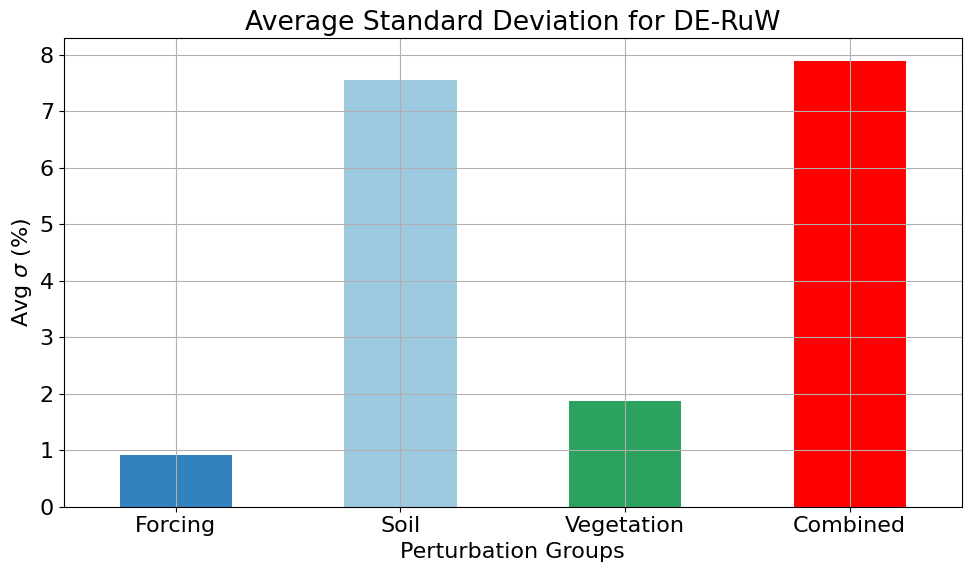 Average Standard Deviation for DE-RuW
8
7
6
5
4
3
2
1
0
Avg σ (%)
Forcing Soil Vegetation Combined
Perturbation Groups